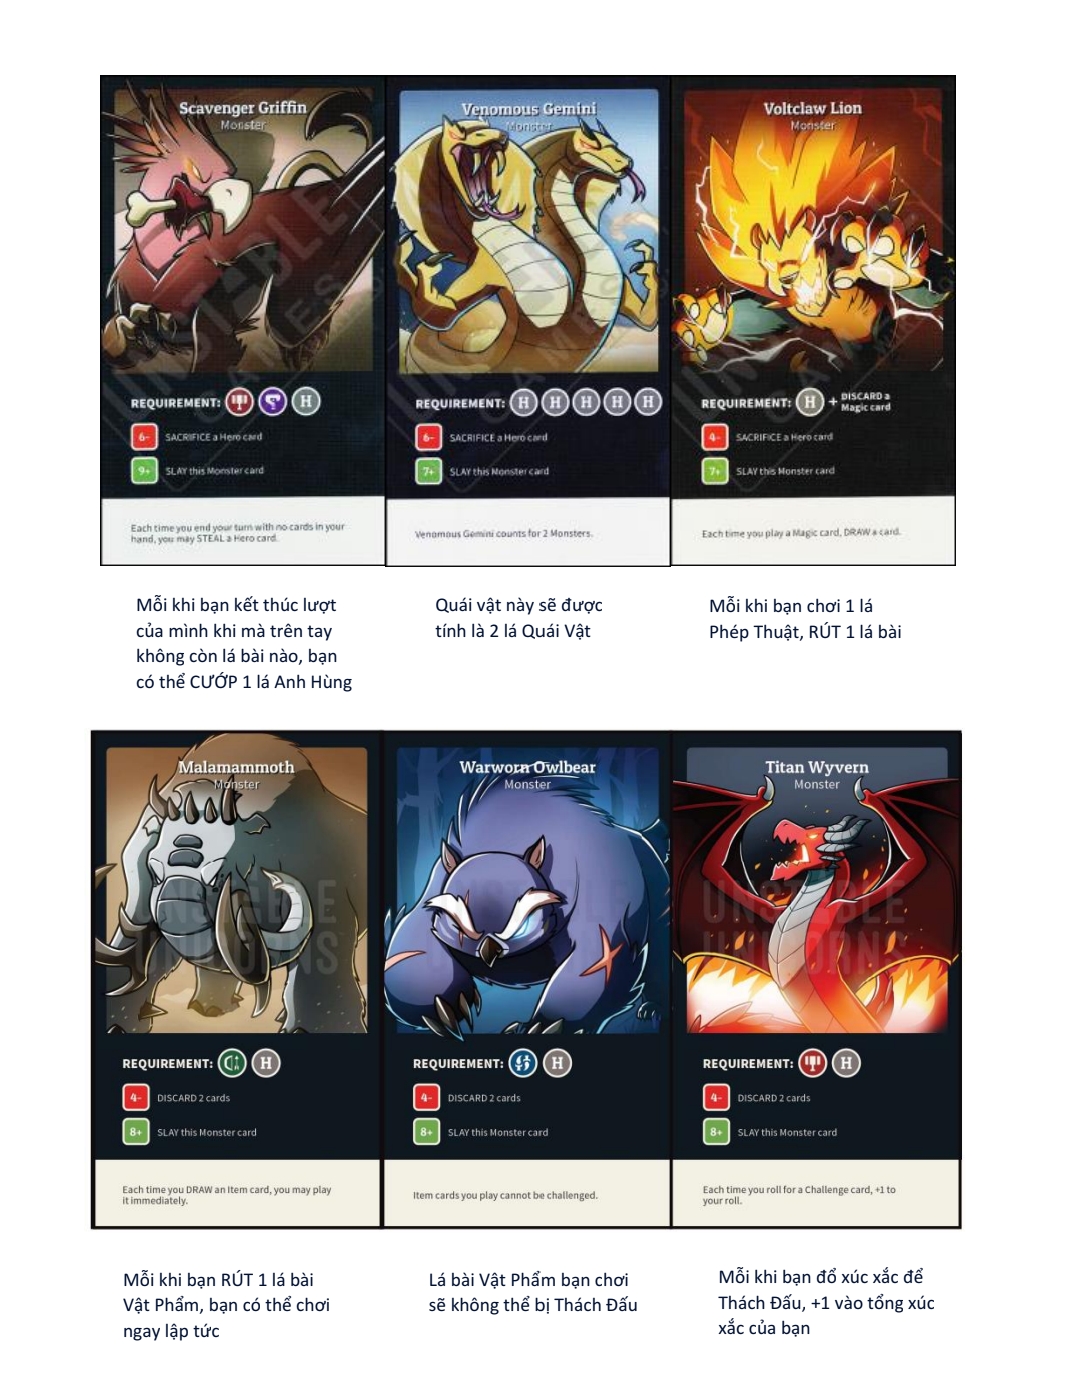 Scavenger Griffin
Monster
REQUIREMENT: H
6- SACRIFICE a Hero card
9+ SLAY this Monster card
Each time you end your turn with no cards in your
hand, you may STEAL a Hero card.
Venomous Gemini
Monster
REQUIREMENT: H H H H H
6- SACRIFICE a Hero card
7+ SLAY this Monster card
Venomous Gemini counts for 2 Monsters.
Voltclaw Lion
Monster
REQUIREMENT: H + DISCARD a
Magic card
4- SACRIFICE a Hero card
7+ SLAY this Monster card
Each time you play a Magic card, DRAW a card.
UNSTABLE
GAMES
Mỗi khi bạn kết thúc lượt
của mình khi mà trên tay
không còn lá bài nào, bạn
có thể CƯỚP 1 lá Anh Hùng
Quái vật này sẽ được
tính là 2 lá Quái Vật
Mỗi khi bạn chơi 1 lá
Phép Thuật, RÚT 1 lá bài
Malamammoth
Monster
UNSTABLE
UNICORNS
REQUIREMENT: H
4- DISCARD 2 cards
8+ SLAY this Monster card
Each time you DRAW an Item card, you may play
it immediately.
Warworn Owlbear
Monster
REQUIREMENT: H
4- DISCARD 2 cards
8+ SLAY this Monster card
Item cards you play cannot be challenged.
Titan Wyvern
Monster
UNSTABLE
UNICORNS
REQUIREMENT: H
4- DISCARD 2 cards
8+ SLAY this Monster card
Each time you roll for a Challenge card, +1 to
your roll.
Mỗi khi bạn RÚT 1 lá bài
Vật Phẩm, bạn có thể chơi
ngay lập tức
Lá bài Vật Phẩm bạn chơi
sẽ không thể bị Thách Đấu
Mỗi khi bạn đổ xúc xắc để
Thách Đấu, +1 vào tổng xúc
xắc của bạn